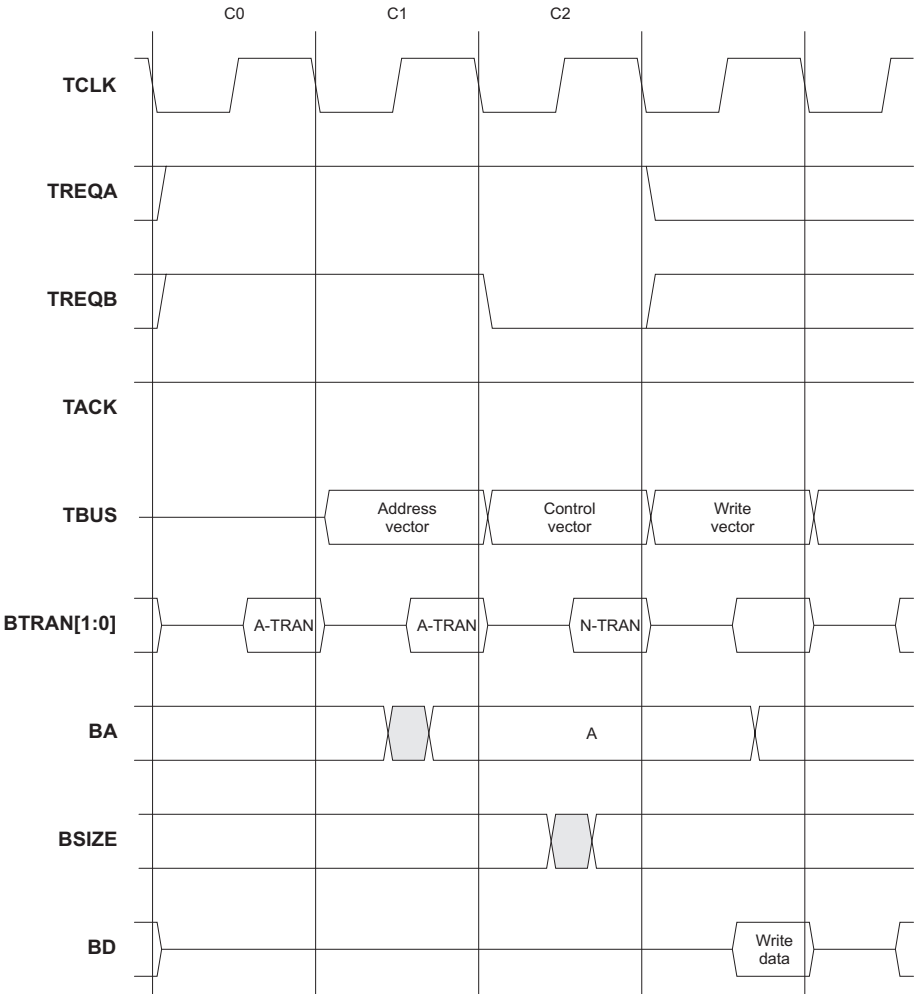 C0 C1 C2
TCLK
TREQA
TREQB
TACK
TBUS
Address vector
Control vector
Write vector
BTRAN[1:0]
A-TRAN
A-TRAN
N-TRAN
BA
A
BSIZE
BD
Write data